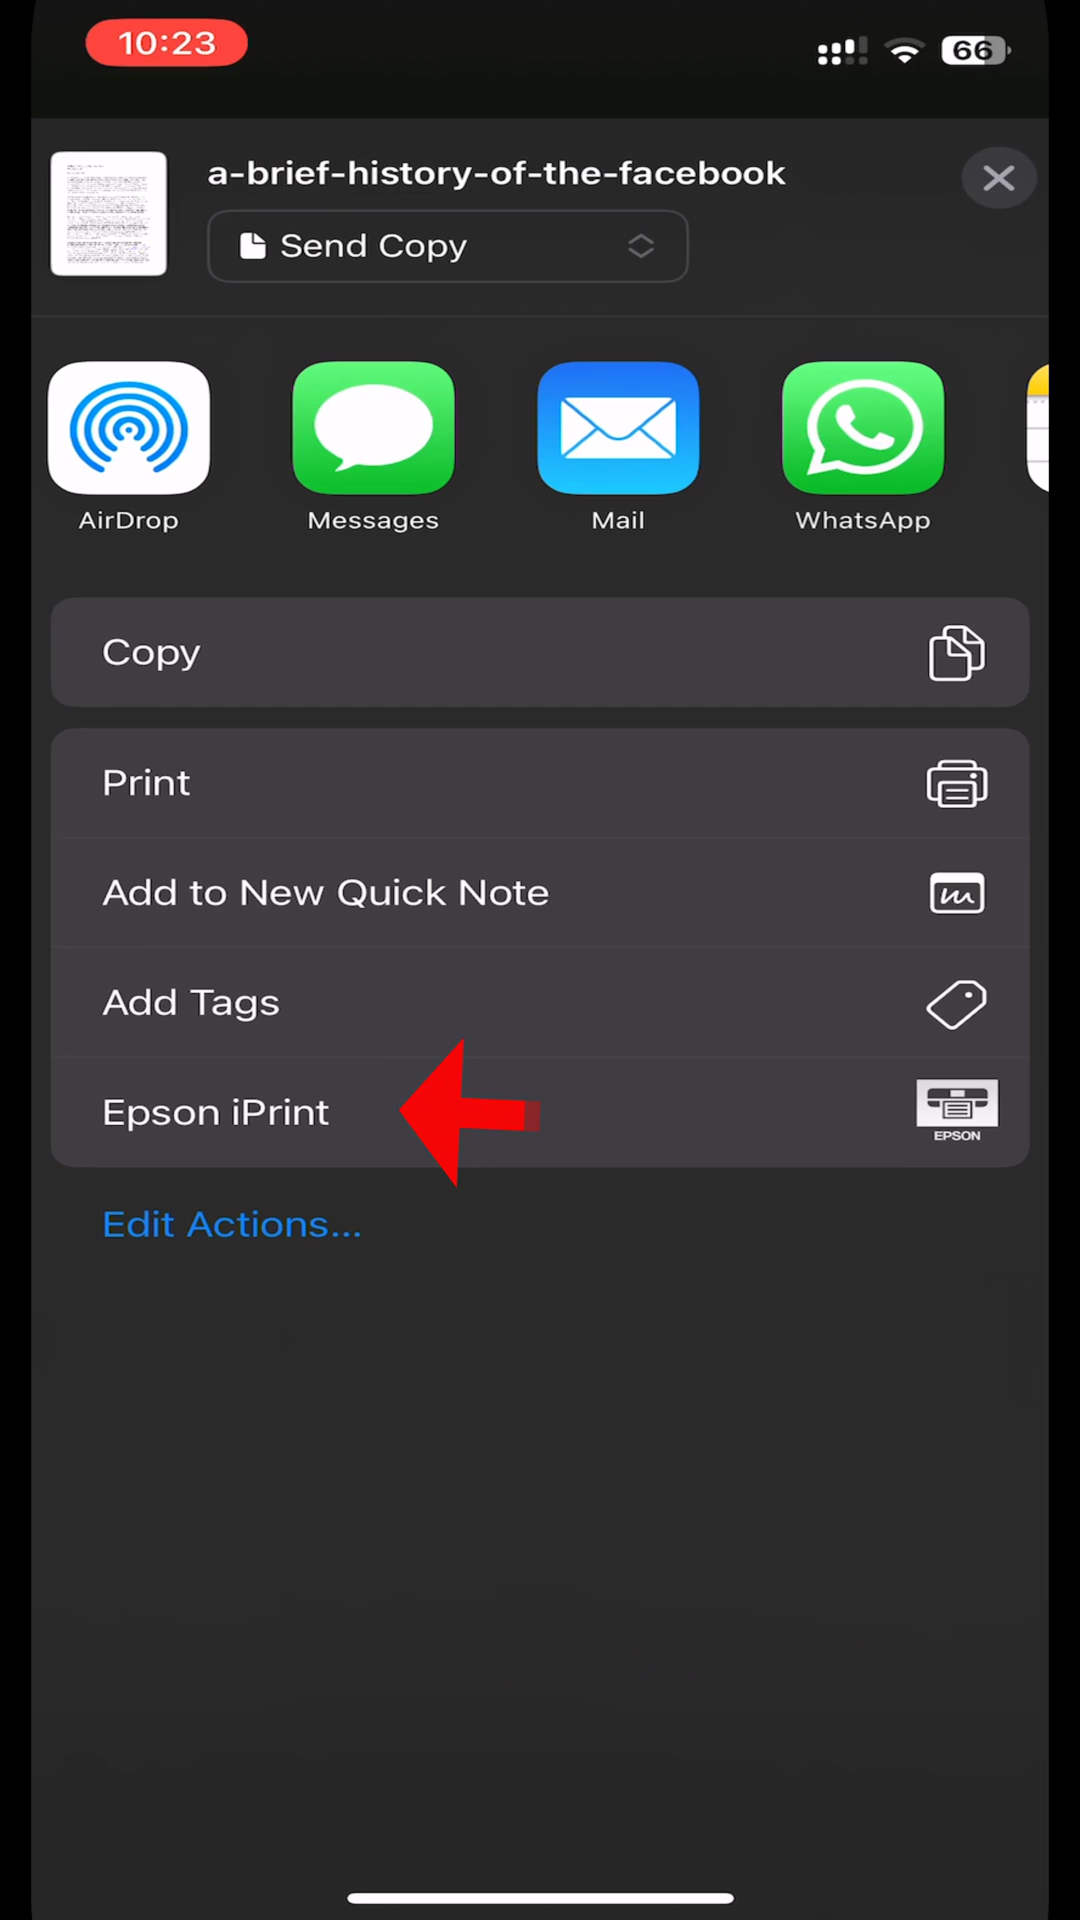 10:23
66
a-brief-history-of-the-facebook
Send Copy
AirDrop
Messages
Mail
WhatsApp
Copy
Print
Add to New Quick Note
Add Tags
Epson iPrint
EPSON
Edit Actions...